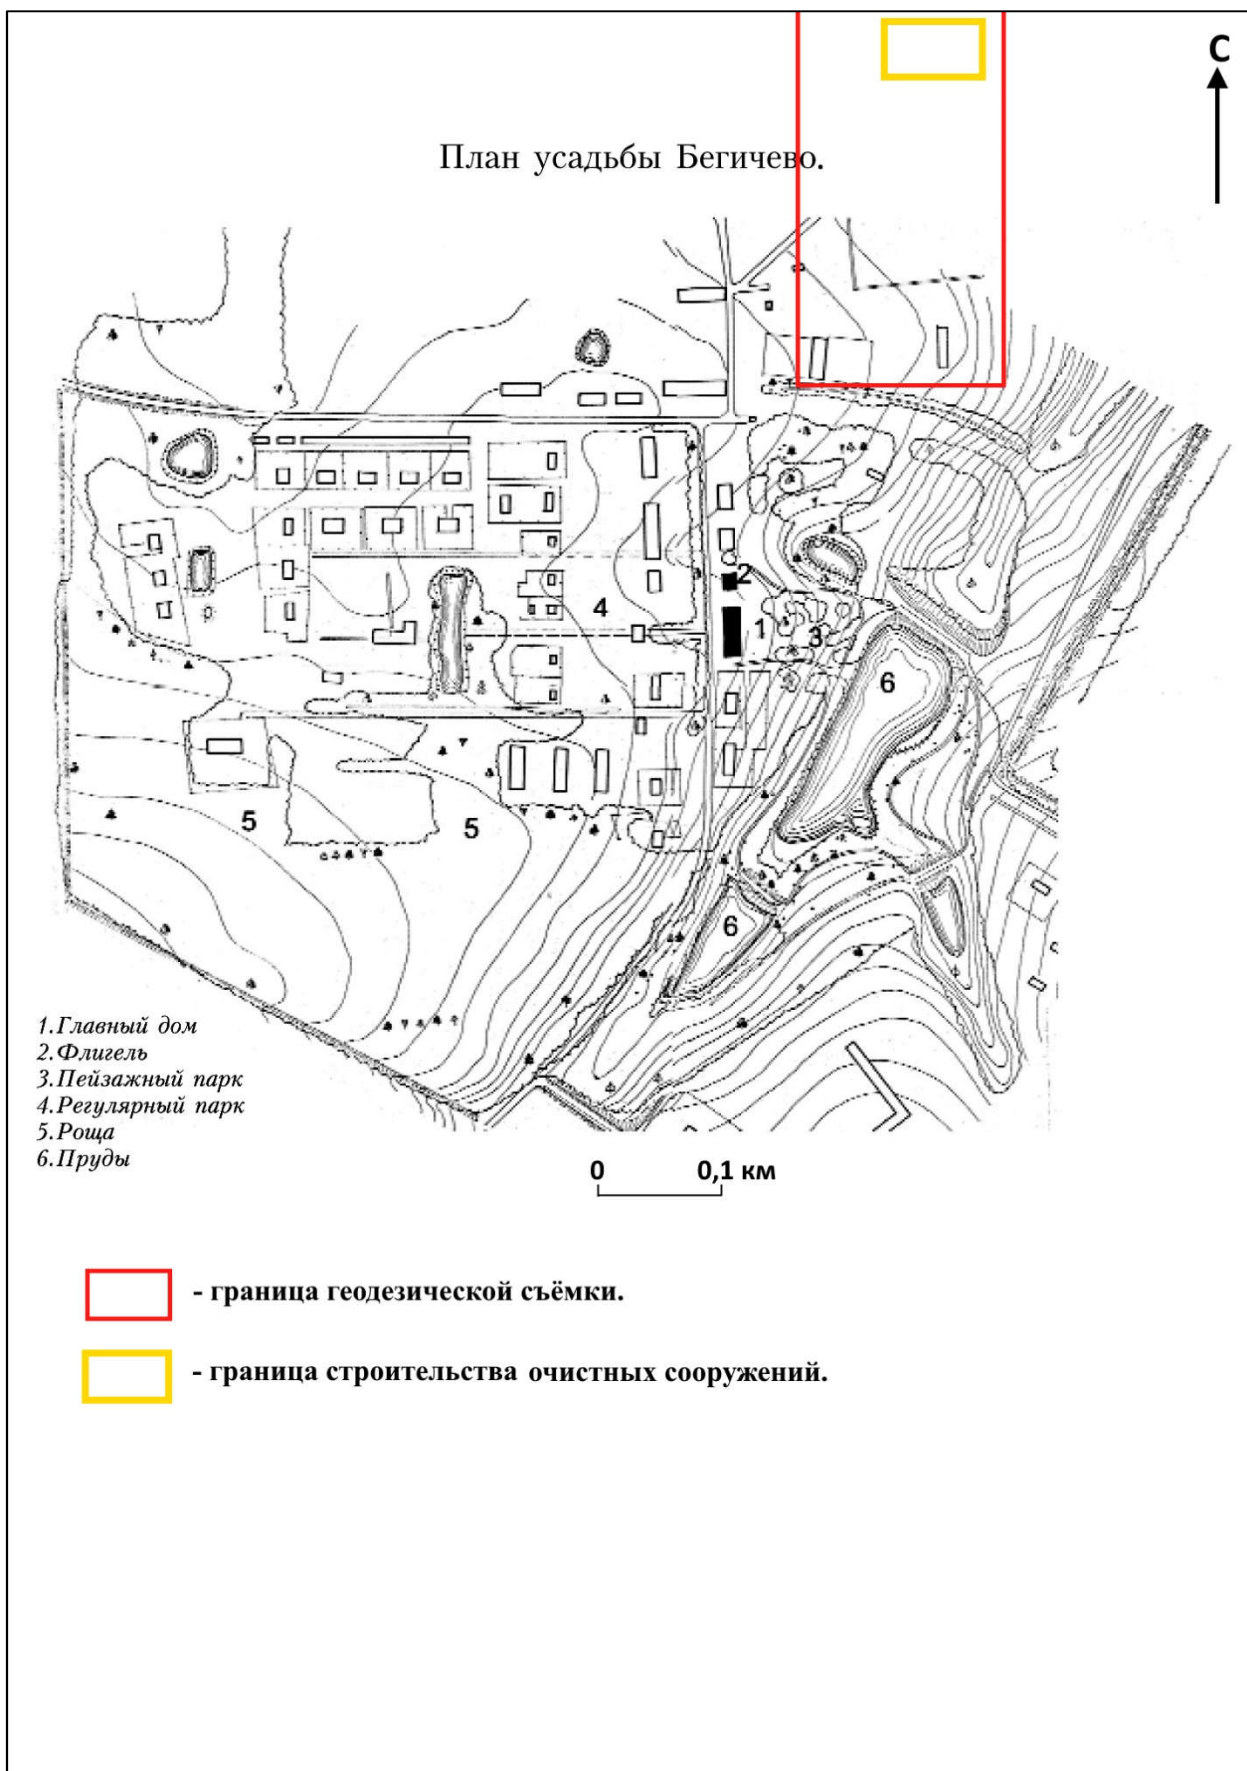 С
План усадьбы Бегичево.
4
2
1
3
6
5
5
6
1.Главный дом
2.Флигель
3.Пейзажный парк
4.Регулярный парк
5.Роща
6.Пруды
0 0,1 км
- граница геодезической съёмки.
- граница строительства очистных сооружений.